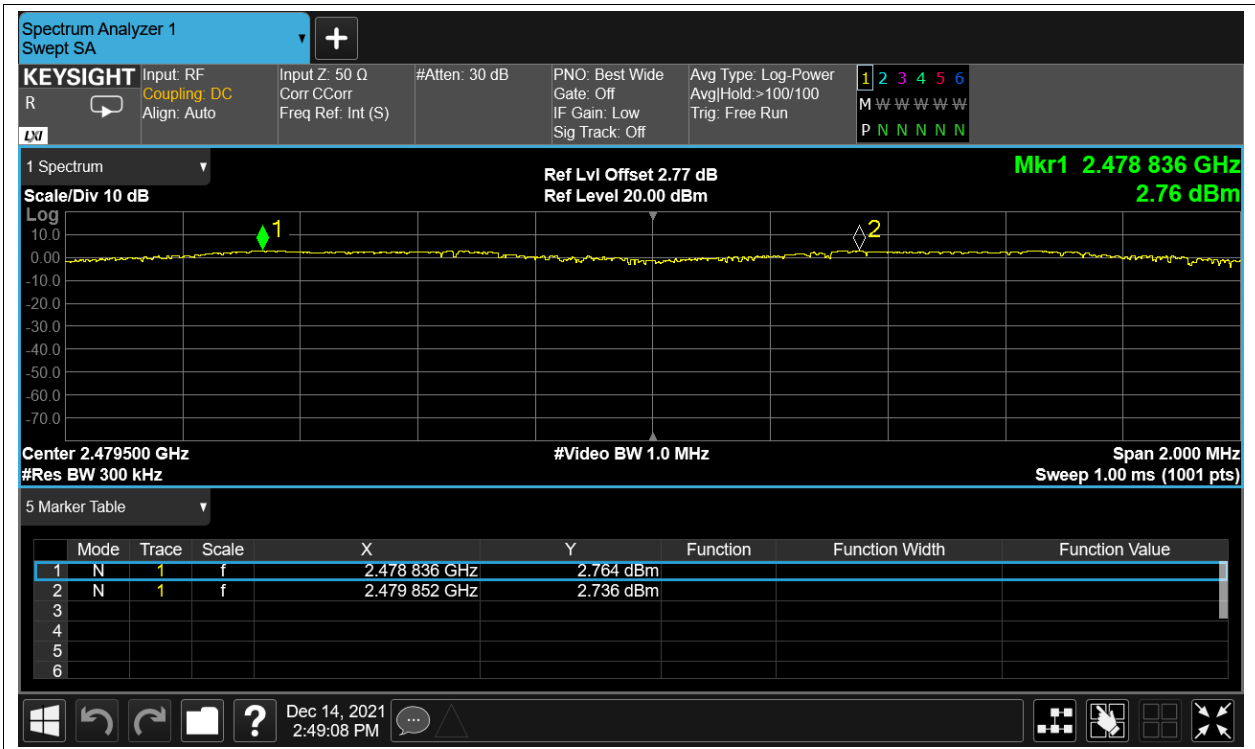 Spectrum Analyzer 1
Swept SA
KEYSIGHT
R
LXI
Input: RF
Coupling: DC
Align: Auto
Input Z: 50 Ω
Corr CCorr
Freq Ref: Int (S)
#Atten: 30 dB
PNO: Best Wide
Gate: Off
IF Gain: Low
Sig Track: Off
Avg Type: Log-Power
Avg|Hold:>100/100
Trig: Free Run
1 2 3 4 5 6
M W W W W W
P N N N N N
1 Spectrum
Scale/Div 10 dB
Ref Lvl Offset 2.77 dB
Ref Level 20.00 dBm
Mkr1 2.478 836 GHz
2.76 dBm
Log
10.0
0.00
-10.0
-20.0
-30.0
-40.0
-50.0
-60.0
-70.0
1
2
Center 2.479500 GHz
#Video BW 1.0 MHz
Span 2.000 MHz
#Res BW 300 kHz
Sweep 1.00 ms (1001 pts)
5 Marker Table
Mode Trace Scale X Y Function Function Width Function Value
1 N 1 f 2.478 836 GHz 2.764 dBm
2 N 1 f 2.479 852 GHz 2.736 dBm
3
4
5
6
?
Dec 14, 2021
2:49:08 PM